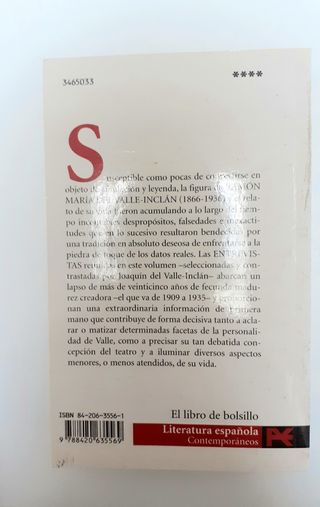 3465033
****
Susceptible como pocas de convertirse en
objeto de invención y leyenda, la figura de RAMÓN
MARÍA DEL VALLE-INCLÁN (1866-1936) y el rela-
to de su vida fueron acumulando a lo largo del tiempo
incontables despropósitos, falsedades e inexacti-
tudes que en lo sucesivo resultaron bendecidas por
una tradición en absoluto deseosa de enfrentarse a la
piedra de toque de los datos reales. Las ENTREVIS-
TAS reunidas en este volumen –seleccionadas y con-
trastadas por Joaquín del Valle-Inclán– abarcan un
lapso de más de veinticinco años de fecunda madu-
rez creadora –el que va de 1909 a 1935– y proporcio-
nan una extraordinaria información de primera
mano que contribuye de forma decisiva tanto a acla-
rar o matizar determinadas facetas de la personali-
dad de Valle, como a precisar su tan debatida con-
cepción del teatro y a iluminar diversos aspectos
menores, o menos atendidos, de su vida.
ISBN 84-206-3556-1
9 788420 635569
El libro de bolsillo
Literatura española
Contemporáneos